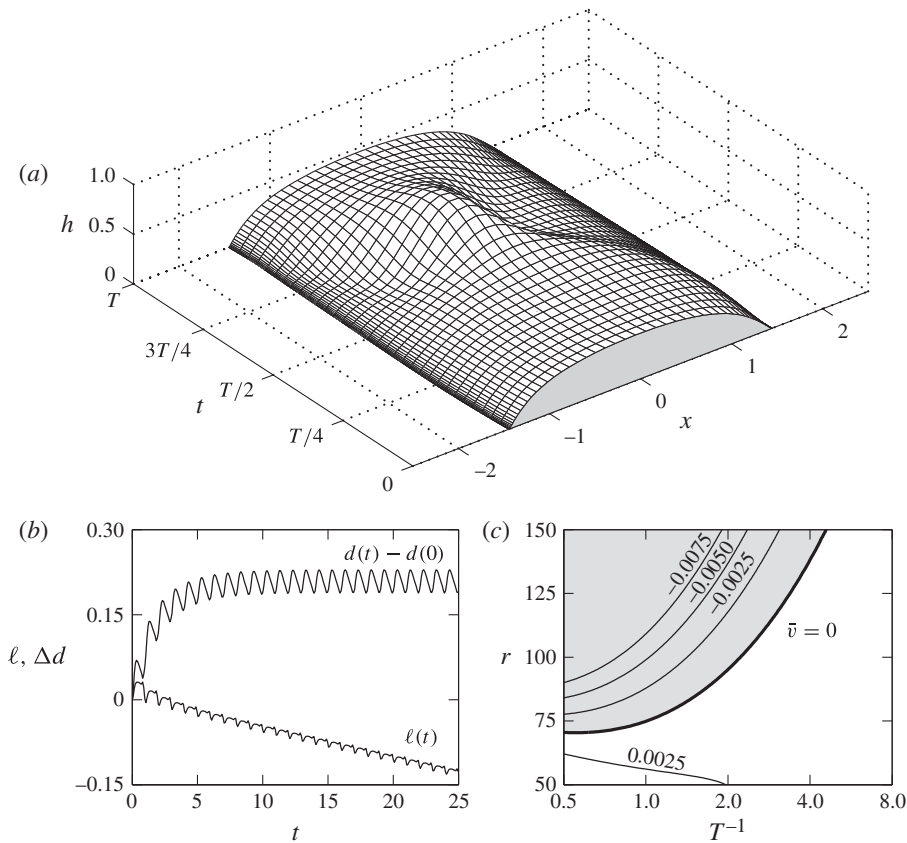 (a)
1.0
h 0.5
0
T
3T/4
T/2
T/4
0
t
–2
–1
0
1
2
x
(b)
0.30
0.15
0
–0.15
ℓ, Δd
d(t) – d(0)
ℓ(t)
0 5 10 15 20 25
t
(c)
150
125
100
75
50
r
–0.0075
–0.0050
–0.0025
v̄ = 0
0.0025
0.5 1.0 2.0 4.0 8.0
T⁻¹